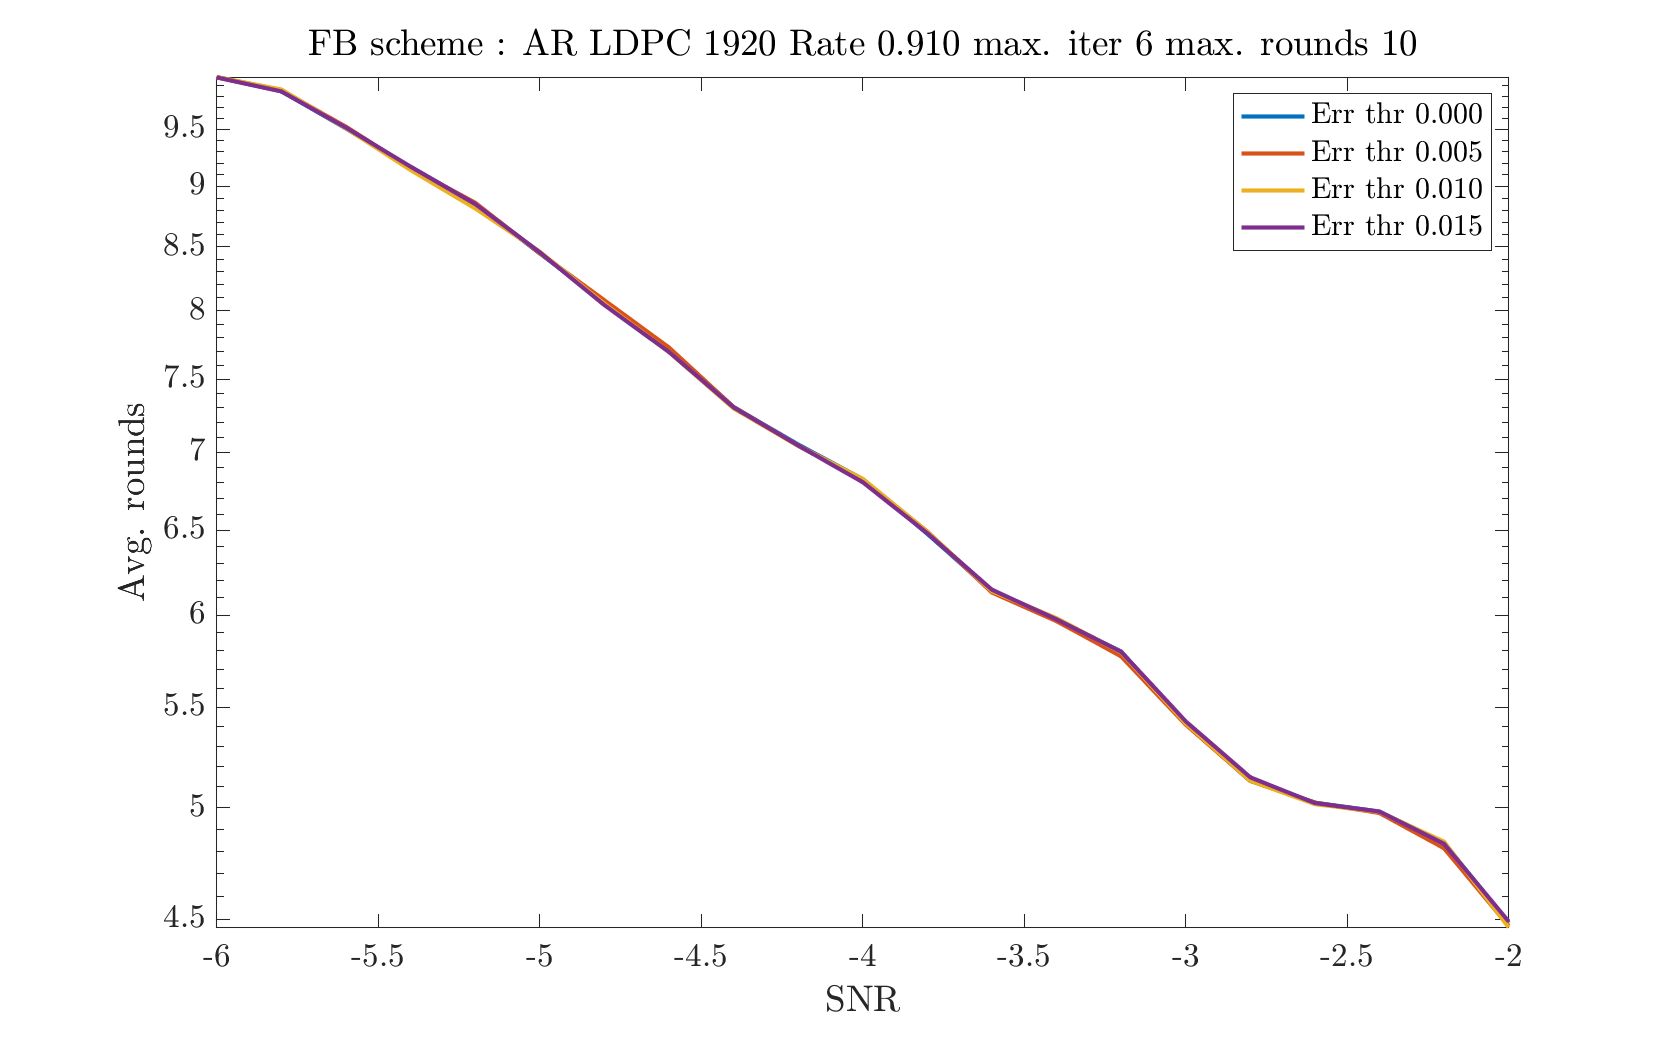 FB scheme : AR LDPC 1920 Rate 0.910 max. iter 6 max. rounds 10
Err thr 0.000
Err thr 0.005
Err thr 0.010
Err thr 0.015
9.5
9
8.5
8
7.5
7
6.5
6
5.5
5
4.5
Avg. rounds
-6 -5.5 -5 -4.5 -4 -3.5 -3 -2.5 -2
SNR